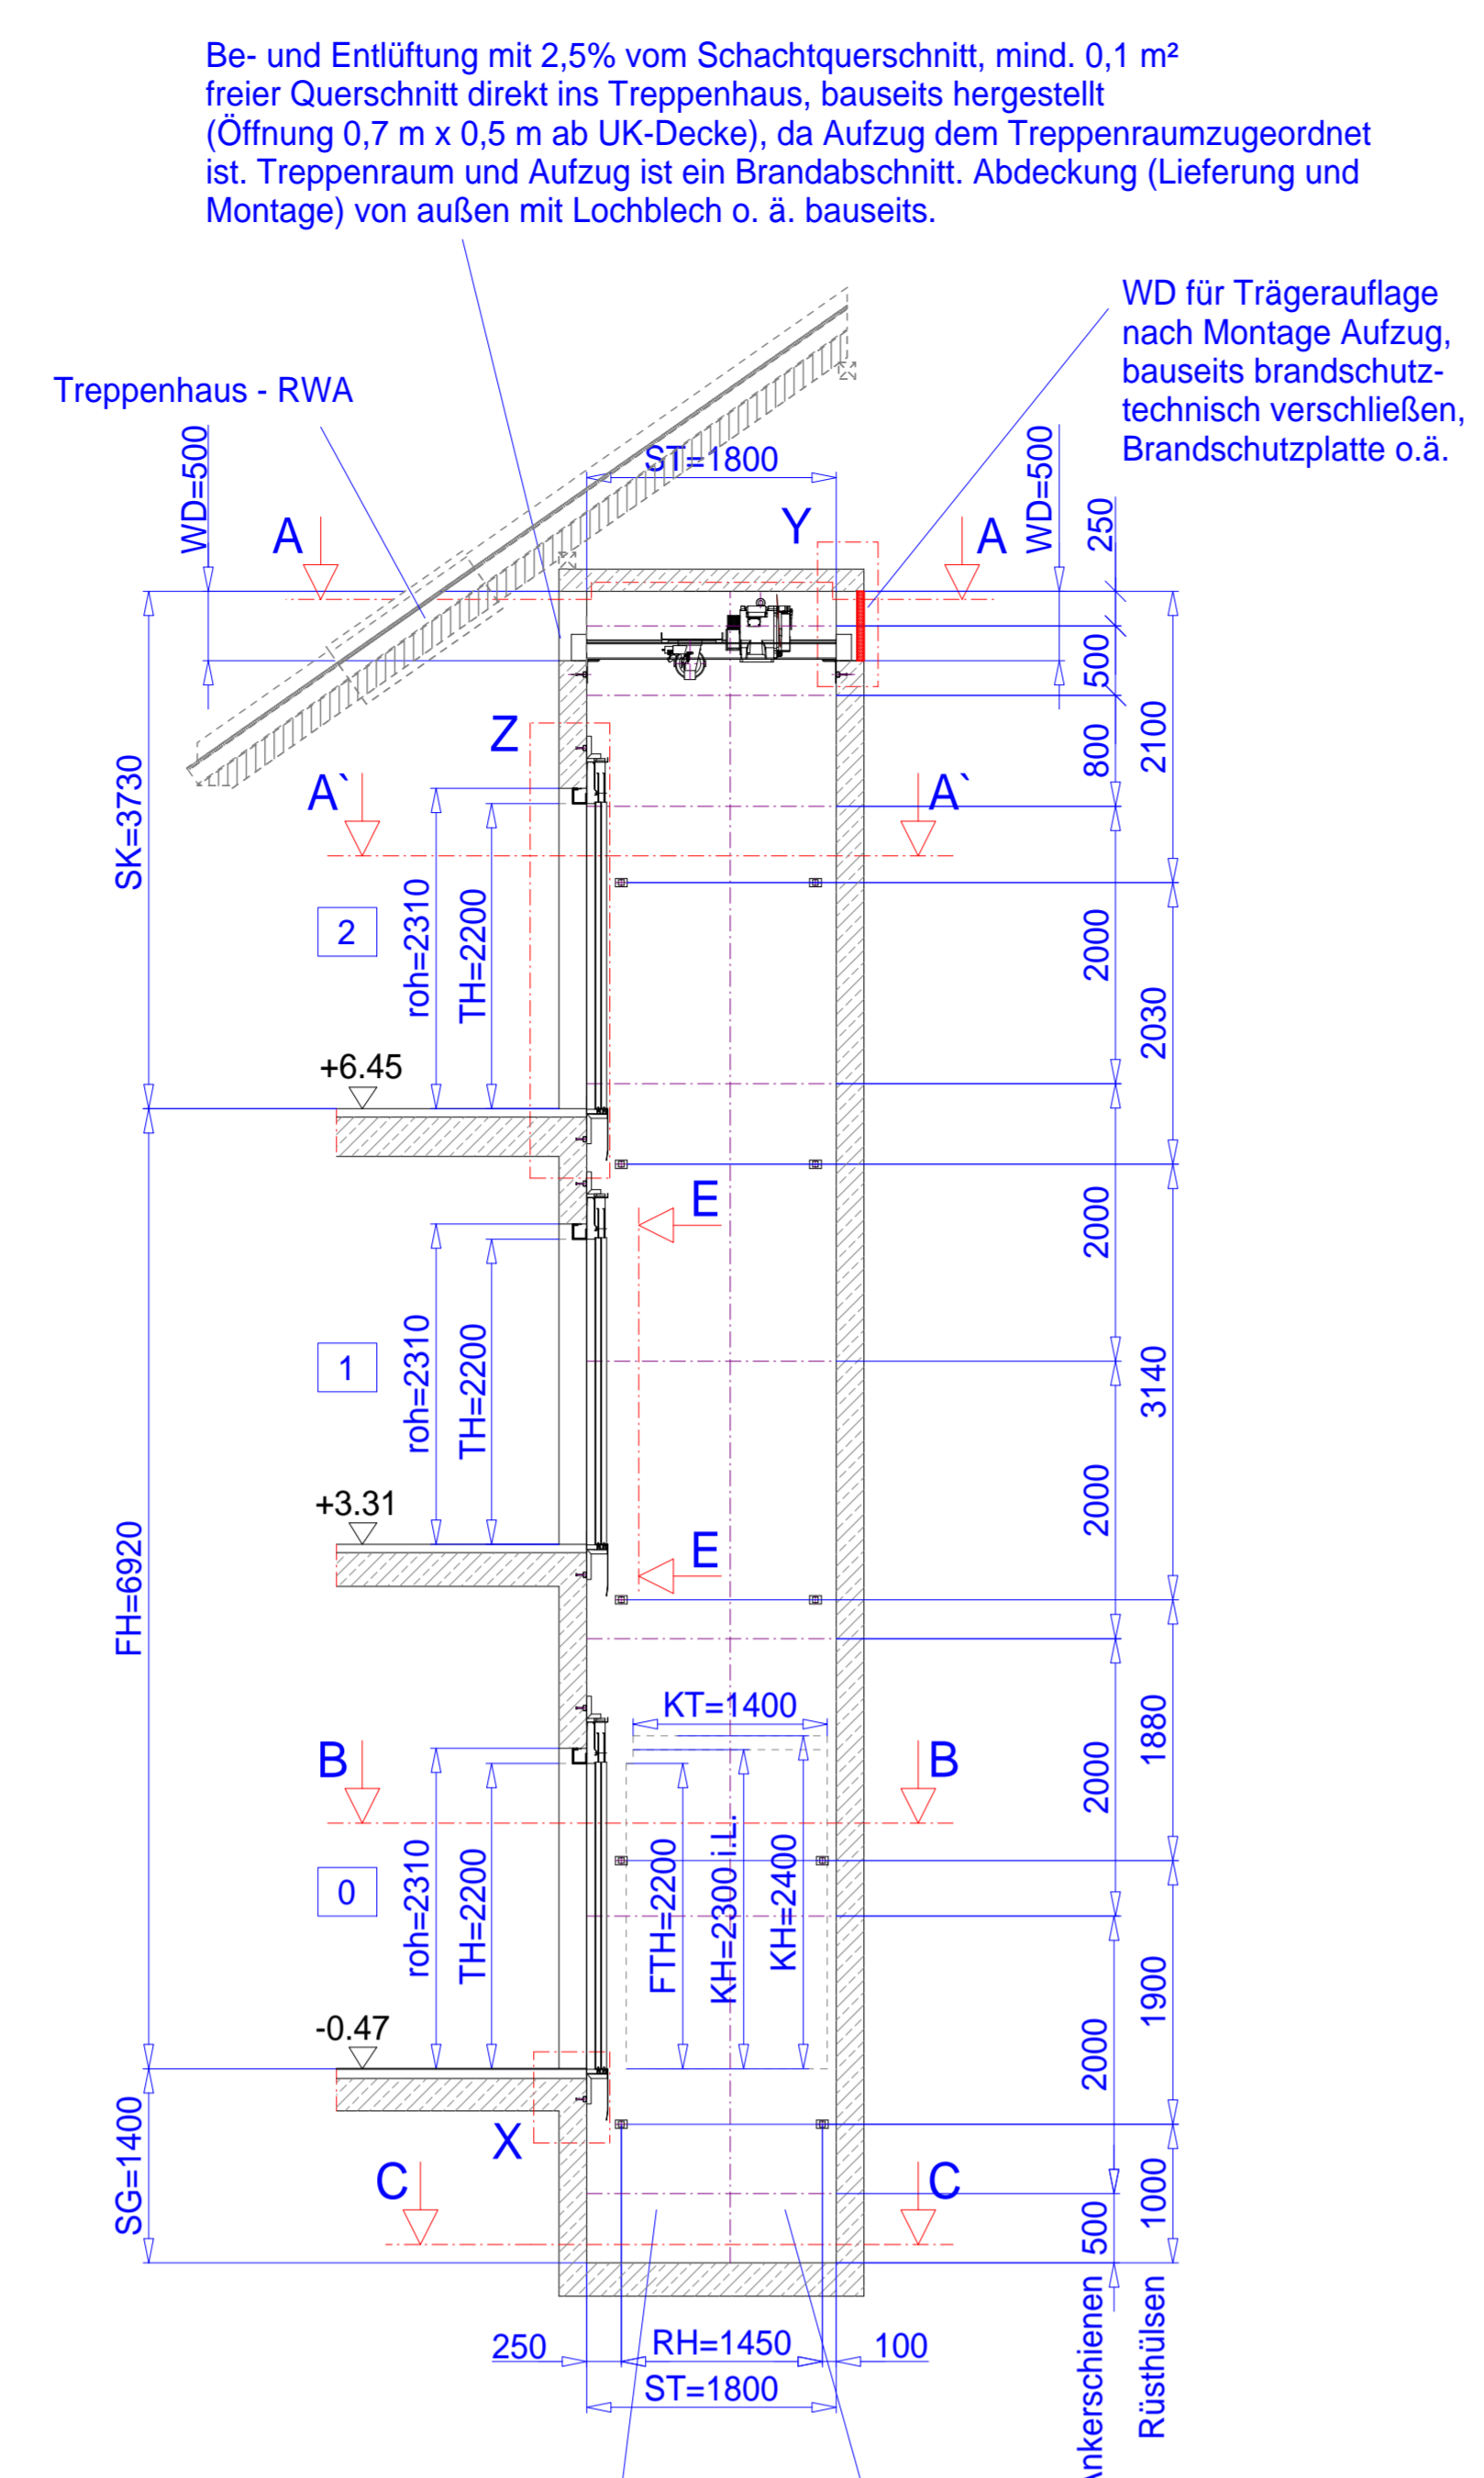 Be- und Entlüftung mit 2,5% vom Schachtquerschnitt, mind. 0,1 m²
freier Querschnitt direkt ins Treppenhaus, bauseits hergestellt
(Öffnung 0,7 m x 0,5 m ab UK-Decke), da Aufzug dem Treppenraumzugeordnet
ist. Treppenraum und Aufzug ist ein Brandabschnitt. Abdeckung (Lieferung und
Montage) von außen mit Lochblech o. ä. bauseits.
WD für Trägerauflage
nach Montage Aufzug,
bauseits brandschutz-
technisch verschließen,
Brandschutzplatte o.ä.
Treppenhaus - RWA
WD=500
ST=1800
WD=500
250
A
Y
A
500
2100
Z
800
SK=3730
A`
A`
roh=2310
TH=2200
2
2000
2030
+6.45
E
2000
roh=2310
TH=2200
1
3140
+3.31
2000
E
FH=6920
KT=1400
1880
B
B
2000
roh=2310
TH=2200
FTH=2200
KH=2300 i.L.
KH=2400
0
1900
-0.47
2000
X
SG=1400
C
C
500
1000
250
RH=1450
100
ST=1800
Ankerschienen
Rüsthülsen